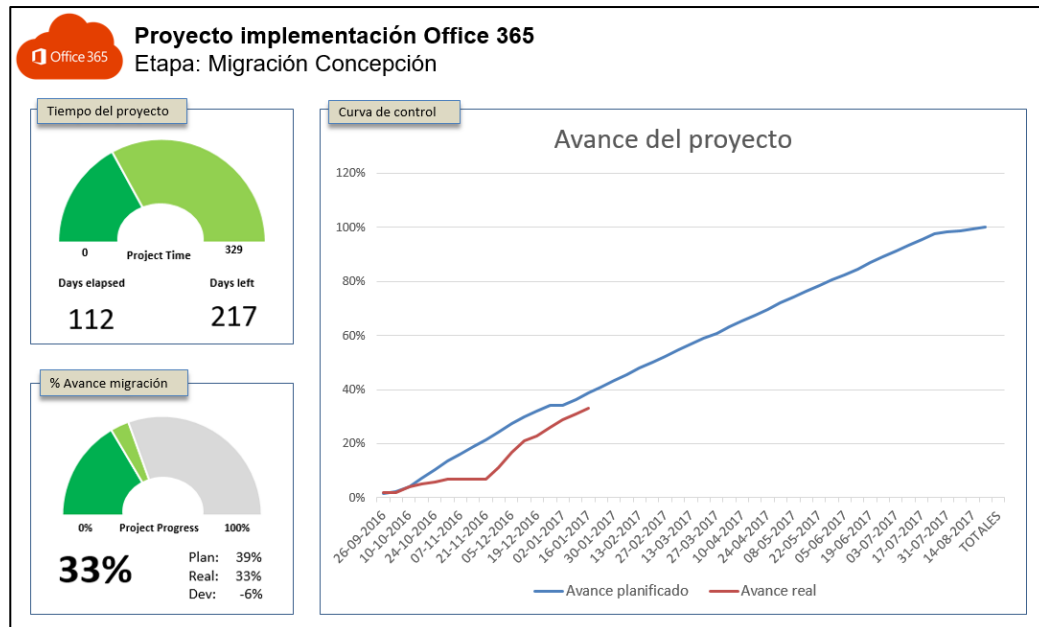 Office 365
Proyecto implementación Office 365
Etapa: Migración Concepción
Tiempo del proyecto
0
Project Time
329
Days elapsed
Days left
112
217
% Avance migración
0%
Project Progress
100%
33%
Plan: 39%
Real: 33%
Dev: -6%
Curva de control
Avance del proyecto
120%
100%
80%
60%
40%
20%
0%
26-09-2016
10-10-2016
24-10-2016
07-11-2016
21-11-2016
05-12-2016
19-12-2016
02-01-2017
16-01-2017
30-01-2017
13-02-2017
27-02-2017
13-03-2017
27-03-2017
10-04-2017
24-04-2017
08-05-2017
22-05-2017
05-06-2017
19-06-2017
03-07-2017
17-07-2017
31-07-2017
14-08-2017
TOTALES
Avance planificado
Avance real